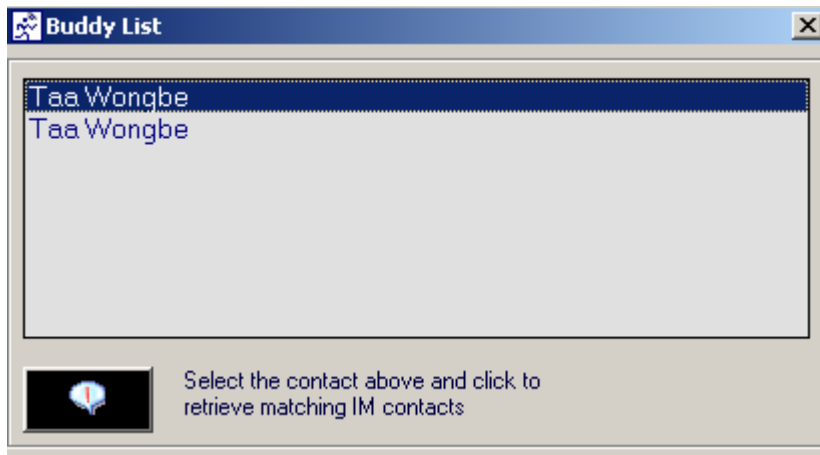 Buddy List
Taa Wongbe
Taa Wongbe
Select the contact above and click to
retrieve matching IM contacts